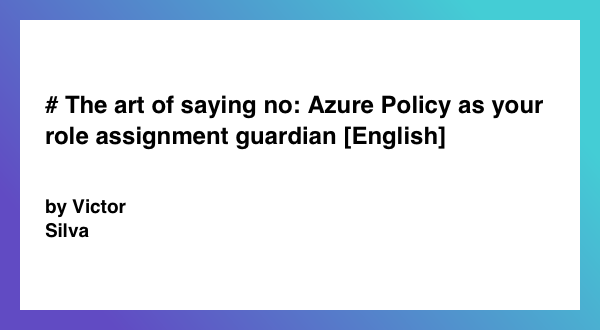 # The art of saying no: Azure Policy as your
role assignment guardian [English]
by Victor
Silva